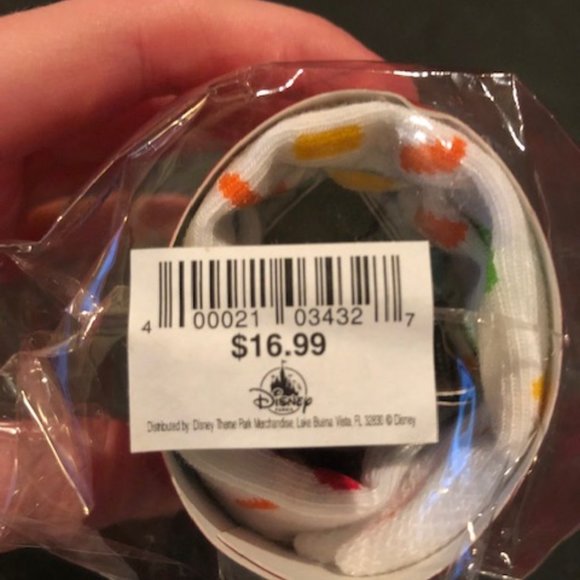 4 00021 03432 7
$16.99
Disney
PARKS
Distributed by: Disney Theme Park Merchandise, Lake Buena Vista, FL 32830 © Disney